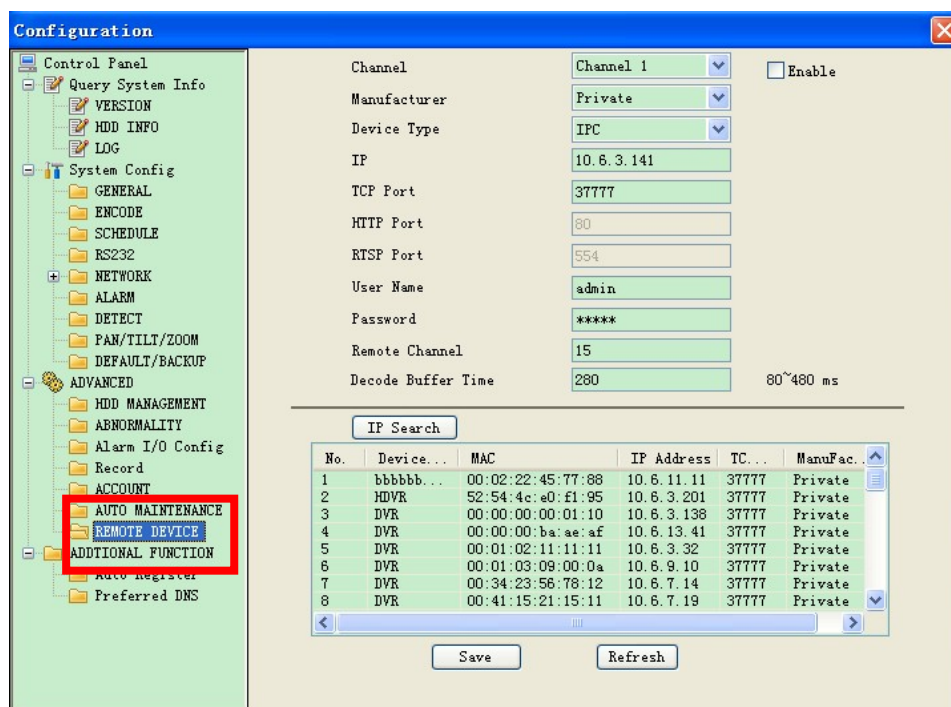 Configuration
Control Panel
Query System Info
VERSION
HDD INFO
LOG
System Config
GENERAL
ENCODE
SCHEDULE
RS232
NETWORK
ALARM
DETECT
PAN/TILT/ZOOM
DEFAULT/BACKUP
ADVANCED
HDD MANAGEMENT
ABNORMALITY
Alarm I/O Config
Record
ACCOUNT
AUTO MAINTENANCE
REMOTE DEVICE
ADDTIONAL FUNCTION
Auto Register
Preferred DNS
Channel Channel 1 Enable
Manufacturer Private
Device Type IPC
IP 10.6.3.141
TCP Port 37777
HTTP Port 80
RTSP Port 554
User Name admin
Password *****
Remote Channel 15
Decode Buffer Time 280 80~480 ms
IP Search
No. Device... MAC IP Address TC... ManuFac..
1 bbbbbb... 00:02:22:45:77:88 10.6.11.11 37777 Private
2 HDVR 52:54:4c:e0:f1:95 10.6.3.201 37777 Private
3 DVR 00:00:00:00:01:10 10.6.3.138 37777 Private
4 DVR 00:00:00:ba:ae:af 10.6.13.41 37777 Private
5 DVR 00:01:02:11:11:11 10.6.3.32 37777 Private
6 DVR 00:01:03:09:00:0a 10.6.9.10 37777 Private
7 DVR 00:34:23:56:78:12 10.6.7.14 37777 Private
8 DVR 00:41:15:21:15:11 10.6.7.19 37777 Private
Save Refresh